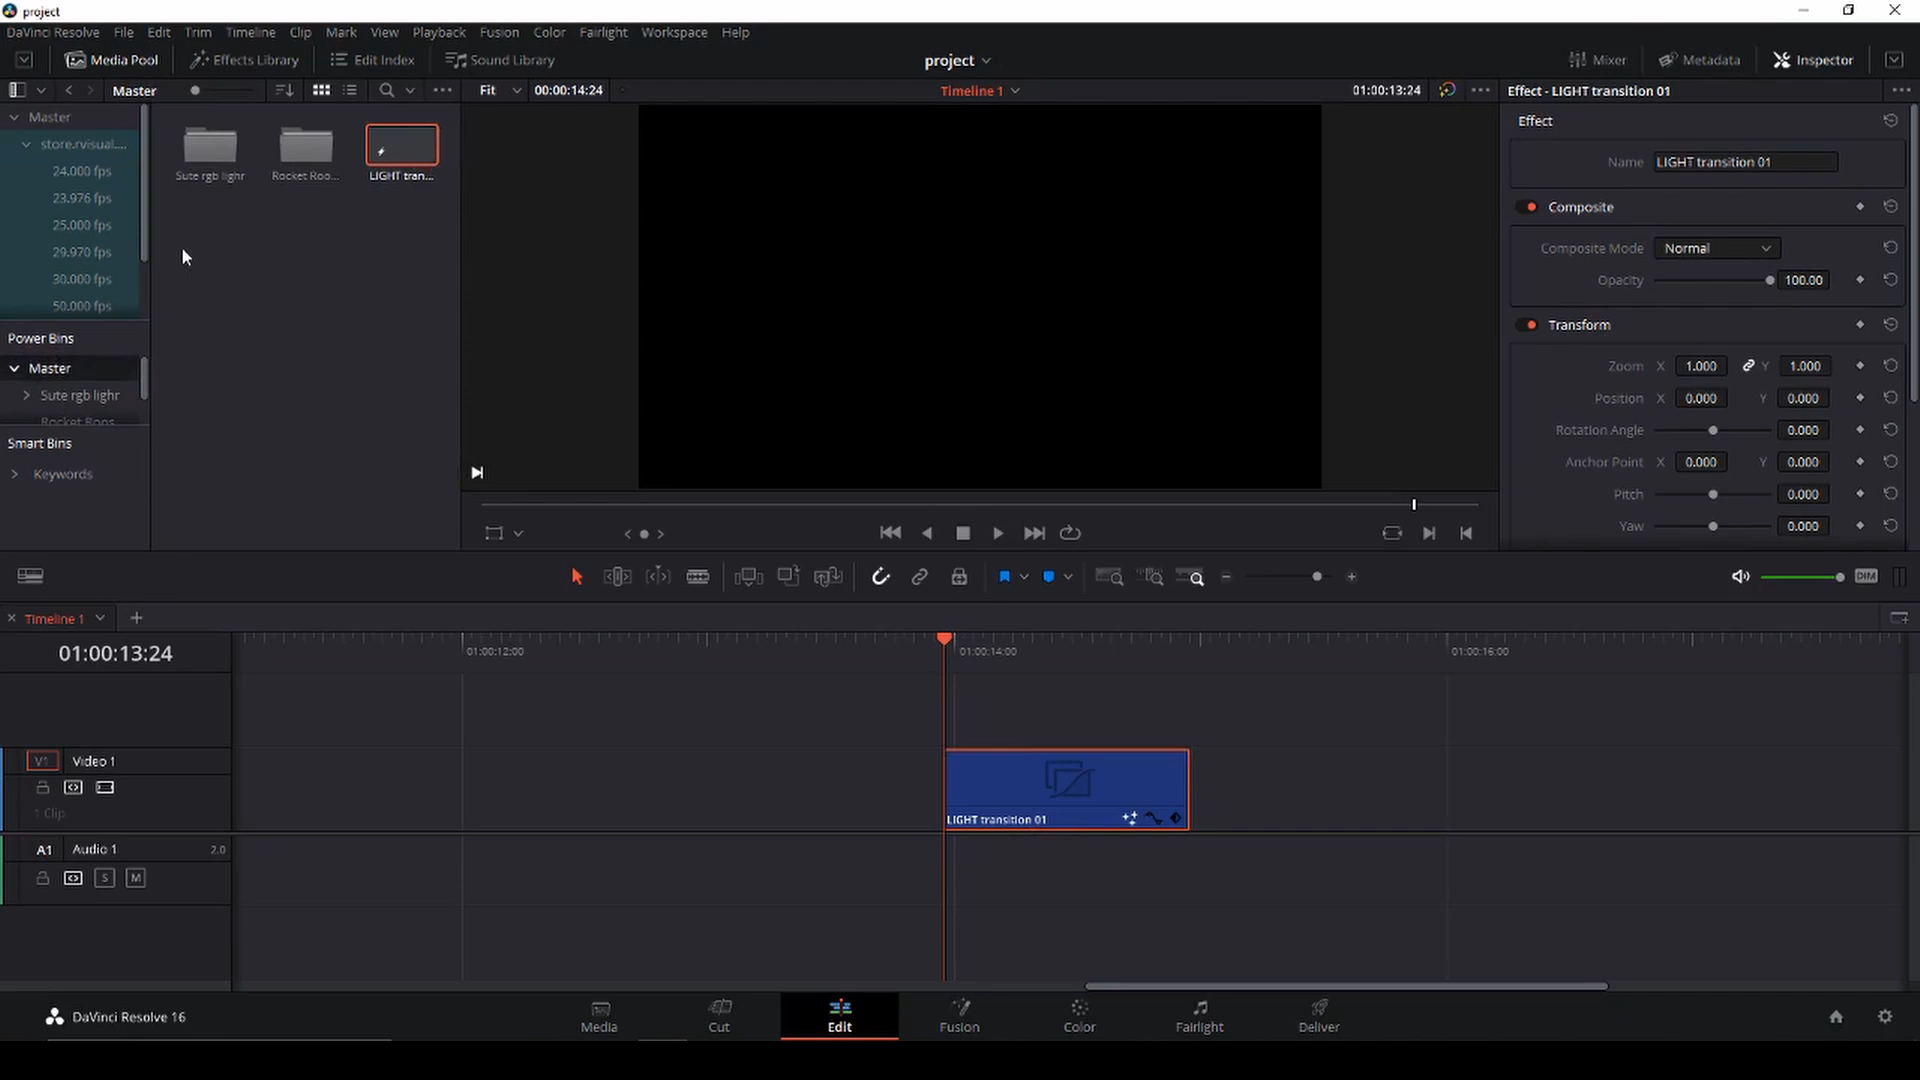 project
DaVinci Resolve File Edit Trim Timeline Clip Mark View Playback Fusion Color Fairlight Workspace Help
Media Pool Effects Library Edit Index Sound Library project Mixer Metadata Inspector
Master Fit 00:00:14:24 Timeline 1 01:00:13:24 Effect - LIGHT transition 01
Master
store.rvisual....
24.000 fps
23.976 fps
25.000 fps
29.970 fps
30.000 fps
50.000 fps
Power Bins
Master
Sute rgb lighr
Rocket Rops
Smart Bins
Keywords
Sute rgb lighr Rocket Roo... LIGHT tran...
Effect
Name LIGHT transition 01
Composite
Composite Mode Normal
Opacity 100.00
Transform
Zoom X 1.000 Y 1.000
Position X 0.000 Y 0.000
Rotation Angle 0.000
Anchor Point X 0.000 Y 0.000
Pitch 0.000
Yaw 0.000
DIM
Timeline 1
01:00:13:24 01:00:12:00 01:00:14:00 01:00:16:00
V1 Video 1
1 Clip
LIGHT transition 01
A1 Audio 1 2.0
S M
DaVinci Resolve 16
Media Cut Edit Fusion Color Fairlight Deliver